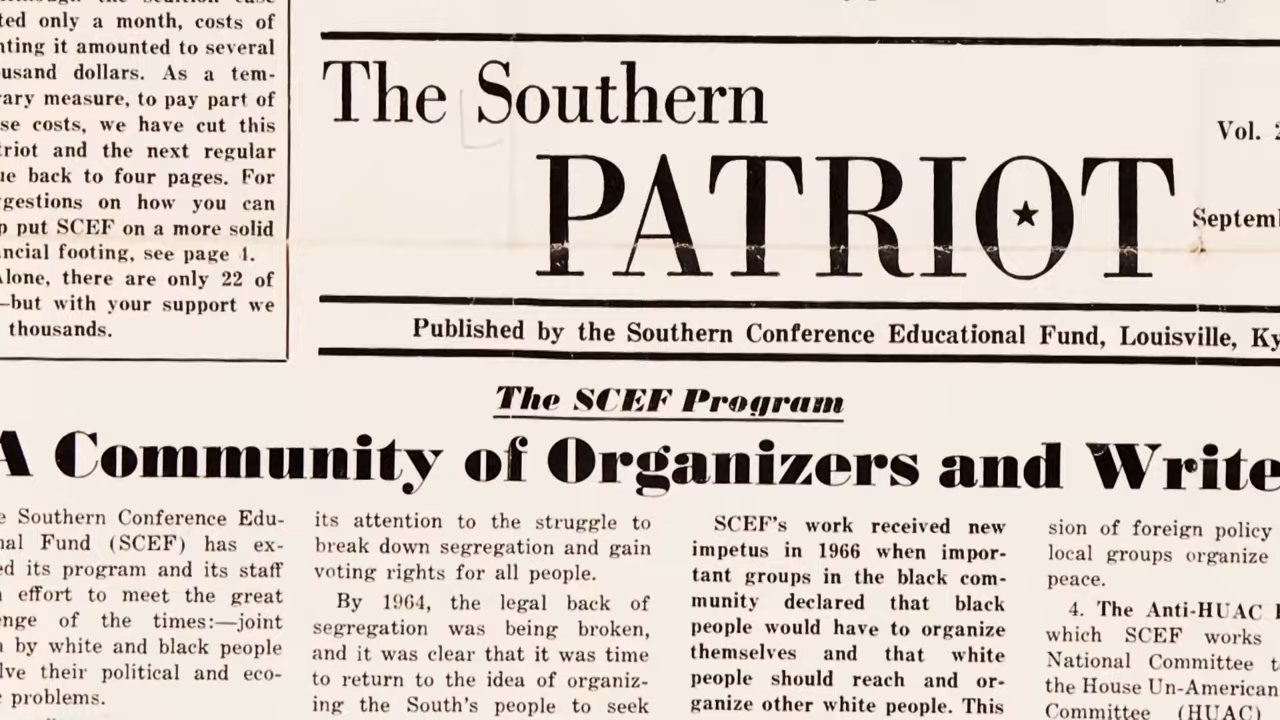 ted only a month, costs of
nting it amounted to several
usand dollars. As a tem-
rary measure, to pay part of
se costs, we have cut this
triot and the next regular
ue back to four pages. For
gestions on how you can
p put SCEF on a more solid
ncial footing, see page 4.
Alone, there are only 22 of
—but with your support we
thousands.
The Southern
PATRIOT
Vol. 2
Septemb
Published by the Southern Conference Educational Fund, Louisville, Ky
The SCEF Program
A Community of Organizers and Write
e Southern Conference Edu-
nal Fund (SCEF) has ex-
ed its program and its staff
n effort to meet the great
enge of the times:—joint
n by white and black people
lve their political and eco-
c problems.
its attention to the struggle to
break down segregation and gain
voting rights for all people.
By 1964, the legal back of
segregation was being broken,
and it was clear that it was time
to return to the idea of organiz-
ing the South's people to seek
SCEF's work received new
impetus in 1966 when impor-
tant groups in the black com-
munity declared that black
people would have to organize
themselves and that white
people should reach and or-
ganize other white people. This
sion of foreign policy
local groups organize
peace.
4. The Anti-HUAC
which SCEF works
National Committee t
the House Un-American
Committee (HUAC)